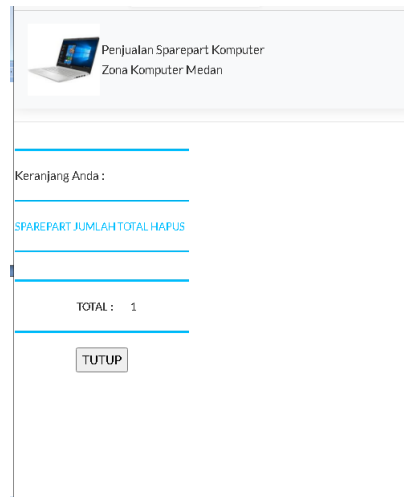 Penjualan Sparepart Komputer
Zona Komputer Medan
Keranjang Anda :
SPAREPART JUMLAH TOTAL HAPUS
TOTAL : 1
TUTUP